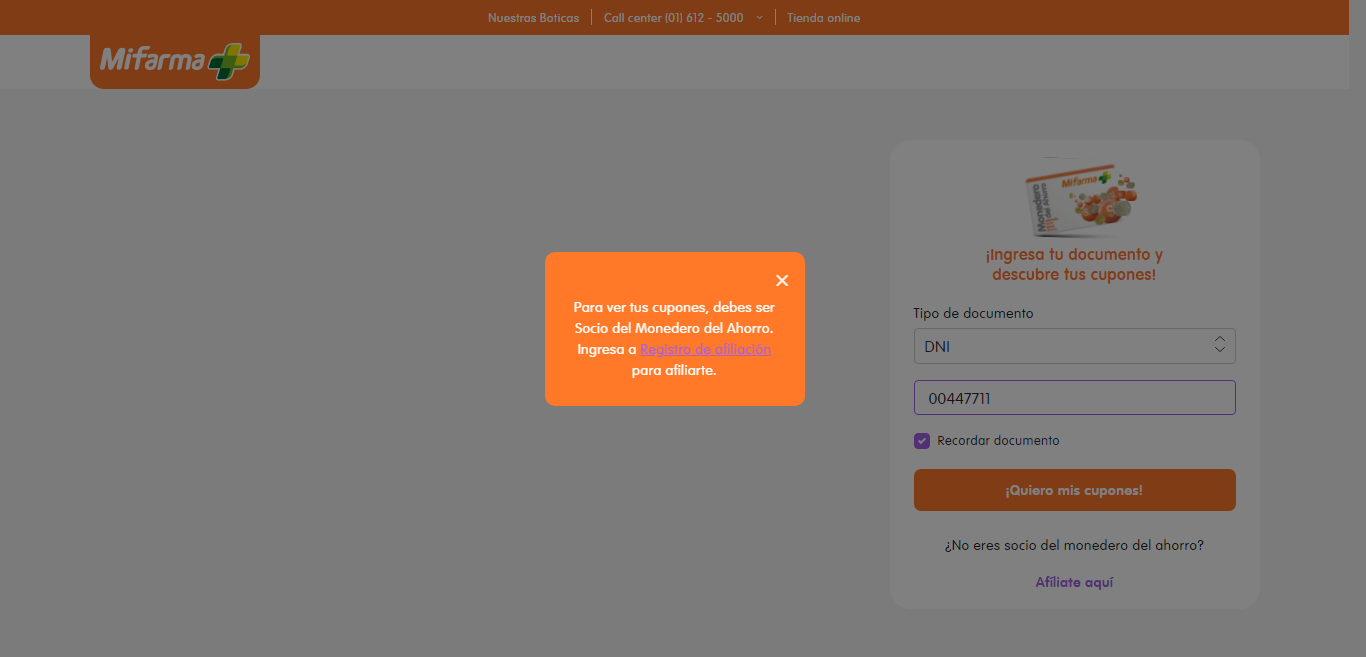 Nuestras Boticas
Call center (01) 612 - 5000
Tienda online
Mifarma
Mifarma
Monedero
del Ahorro
¡Ingresa tu documento y
descubre tus cupones!
Tipo de documento
DNI
00447711
Recordar documento
¡Quiero mis cupones!
¿No eres socio del monedero del ahorro?
Afíliate aquí
Para ver tus cupones, debes ser
Socio del Monedero del Ahorro.
Ingresa a Registro de afiliación
para afiliarte.